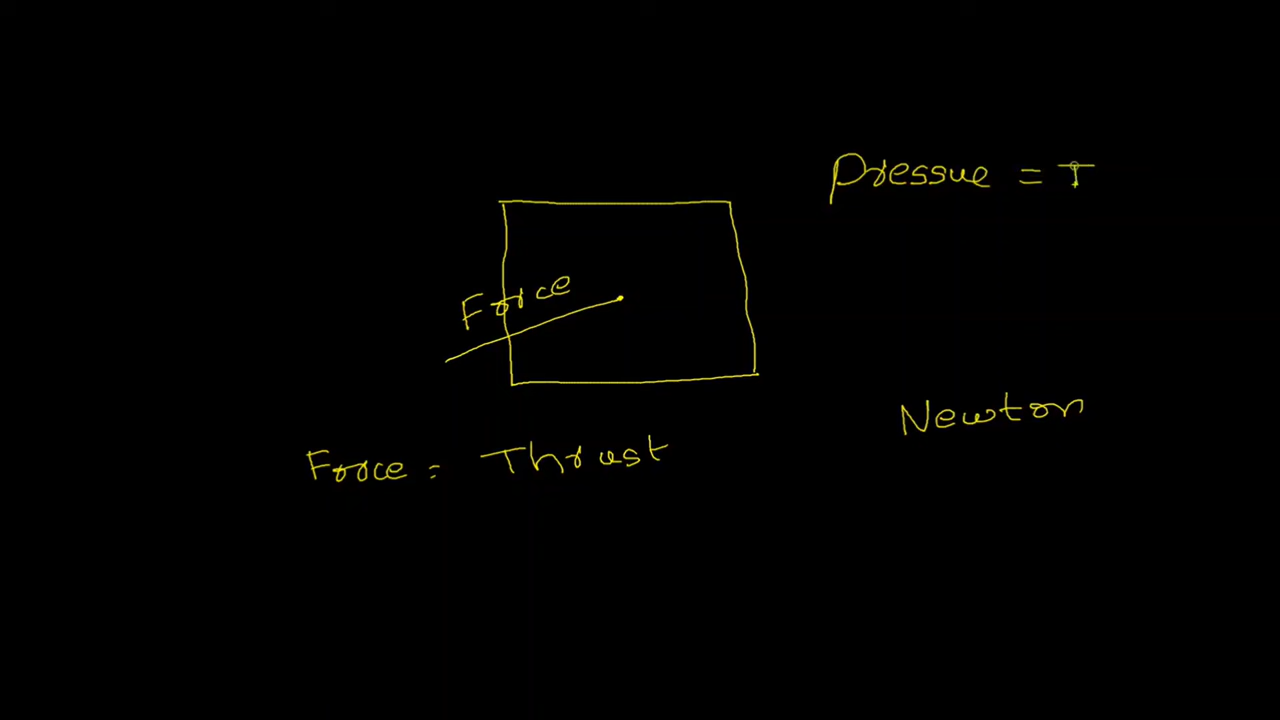 Pressue = T
Force
Newton
Force = Thrust